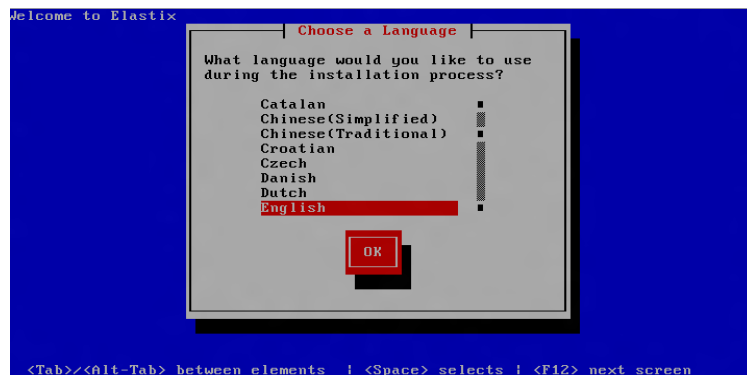 Welcome to Elastix
Choose a Language
What language would you like to use
during the installation process?
Catalan
Chinese(Simplified)
Chinese(Traditional)
Croatian
Czech
Danish
Dutch
English
OK
<Tab>/<Alt-Tab> between elements | <Space> selects | <F12> next screen